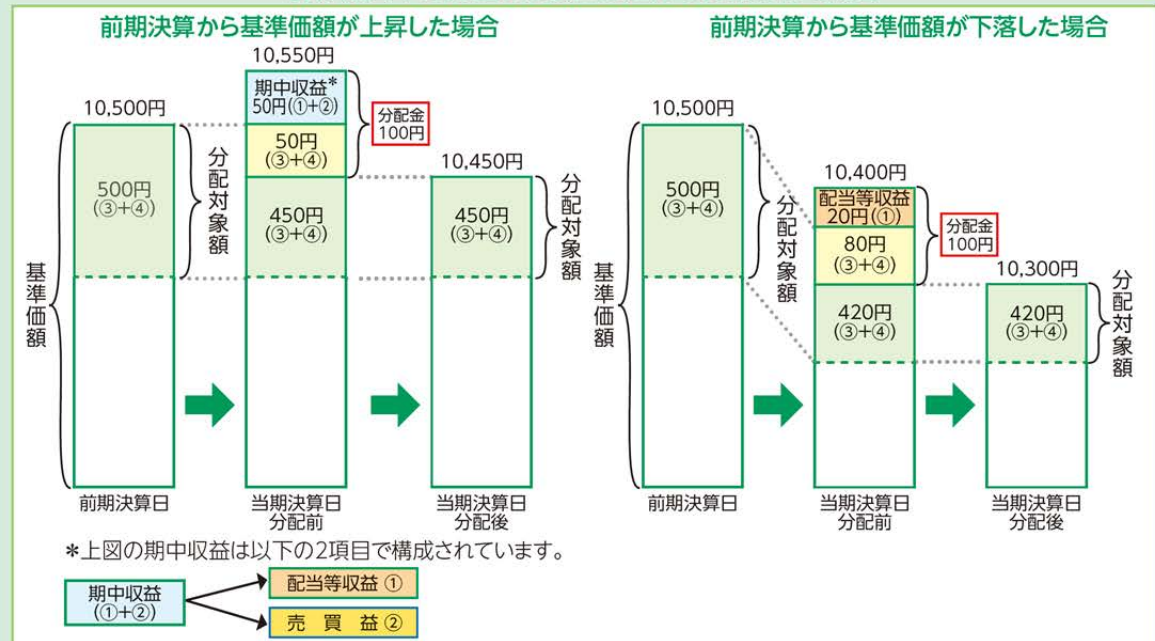 前期決算から基準価額が上昇した場合
10,500円
500円
(③+④)
分配対象額
基準価額
前期決算日
10,550円
期中収益*
50円(①+②)
50円
(③+④)
450円
(③+④)
分配金
100円
当期決算日
分配前
10,450円
450円
(③+④)
分配対象額
当期決算日
分配後
前期決算から基準価額が下落した場合
10,500円
500円
(③+④)
分配対象額
基準価額
前期決算日
10,400円
配当等収益
20円(①)
80円
(③+④)
420円
(③+④)
分配金
100円
当期決算日
分配前
10,300円
420円
(③+④)
分配対象額
当期決算日
分配後
*上図の期中収益は以下の2項目で構成されています。
期中収益
(①+②)
配当等収益 ①
売 買 益 ②